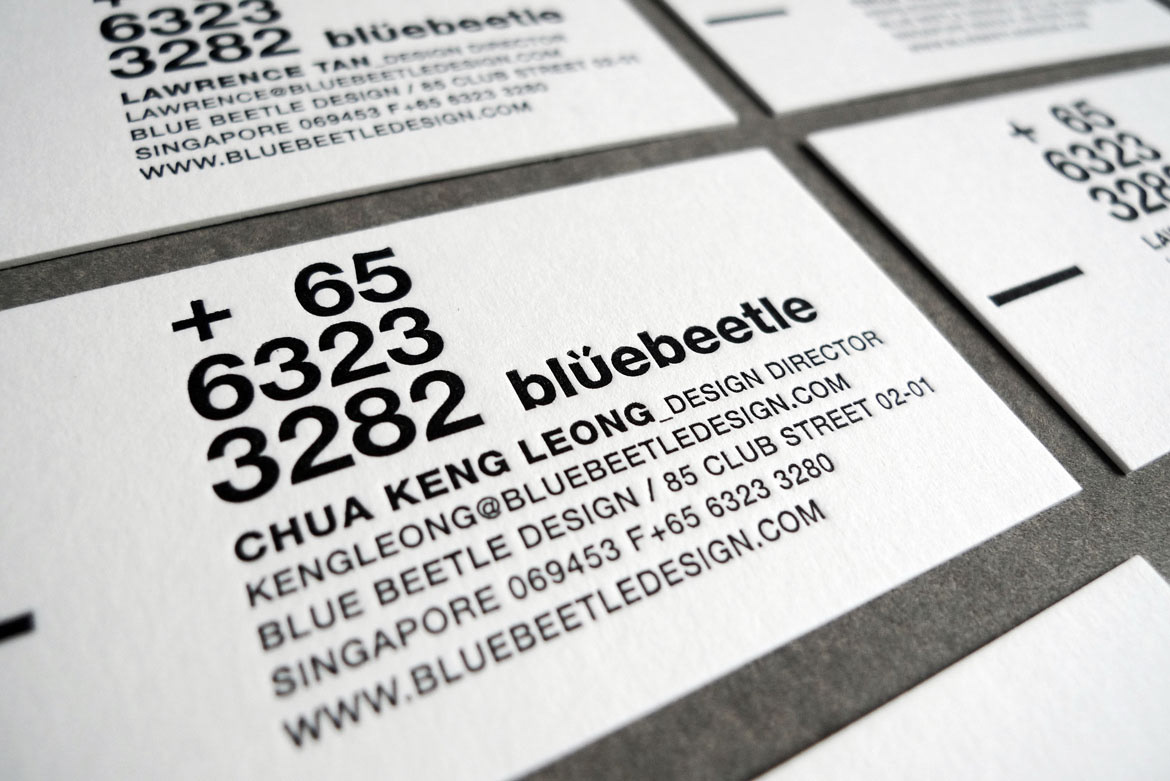 6323
3282 blüebeetle
LAWRENCE TAN_DESIGN DIRECTOR
LAWRENCE@BLUEBEETLEDESIGN.COM
BLUE BEETLE DESIGN / 85 CLUB STREET 02-01
SINGAPORE 069453 F+65 6323 3280
WWW.BLUEBEETLEDESIGN.COM
+ 65
6323
3282 blüebeetle
CHUA KENG LEONG_DESIGN DIRECTOR
KENGLEONG@BLUEBEETLEDESIGN.COM
BLUE BEETLE DESIGN / 85 CLUB STREET 02-01
SINGAPORE 069453 F+65 6323 3280
WWW.BLUEBEETLEDESIGN.COM
+ 65
6323
328